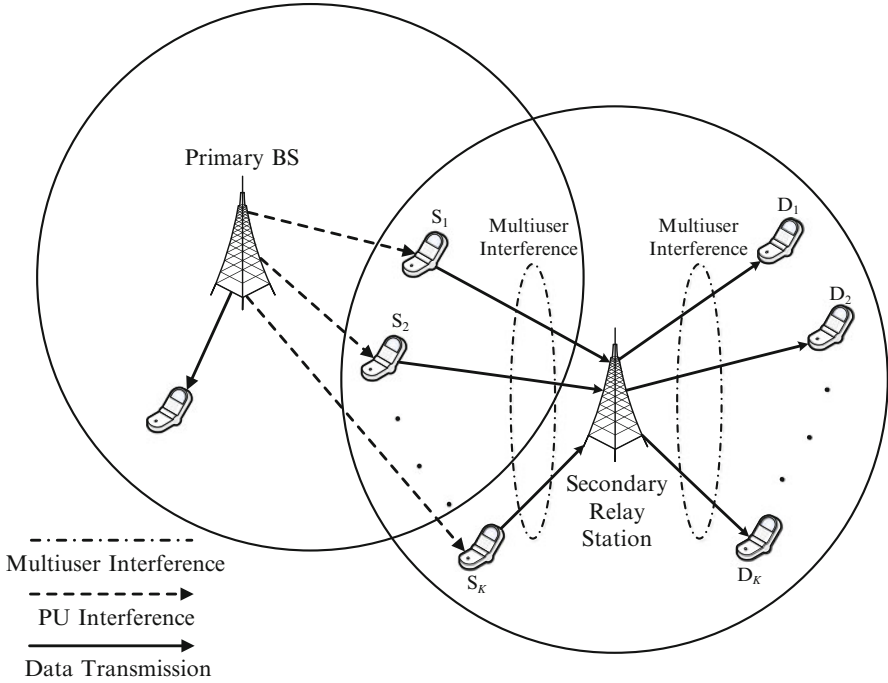 Primary BS
S1
Multiuser
Interference
Multiuser
Interference
D1
S2
D2
Secondary
Relay
Station
SK
DK
Multiuser Interference
PU Interference
Data Transmission